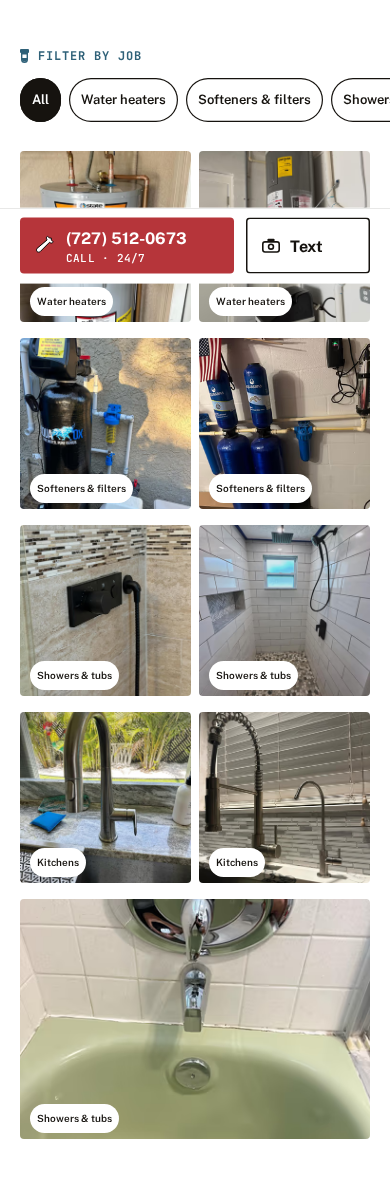 FILTER BY JOB
All
Water heaters
Softeners & filters
Showers
(727) 512-0673
CALL · 24/7
Text
Water heaters
Water heaters
Softeners & filters
Softeners & filters
Showers & tubs
Showers & tubs
Kitchens
Kitchens
Showers & tubs